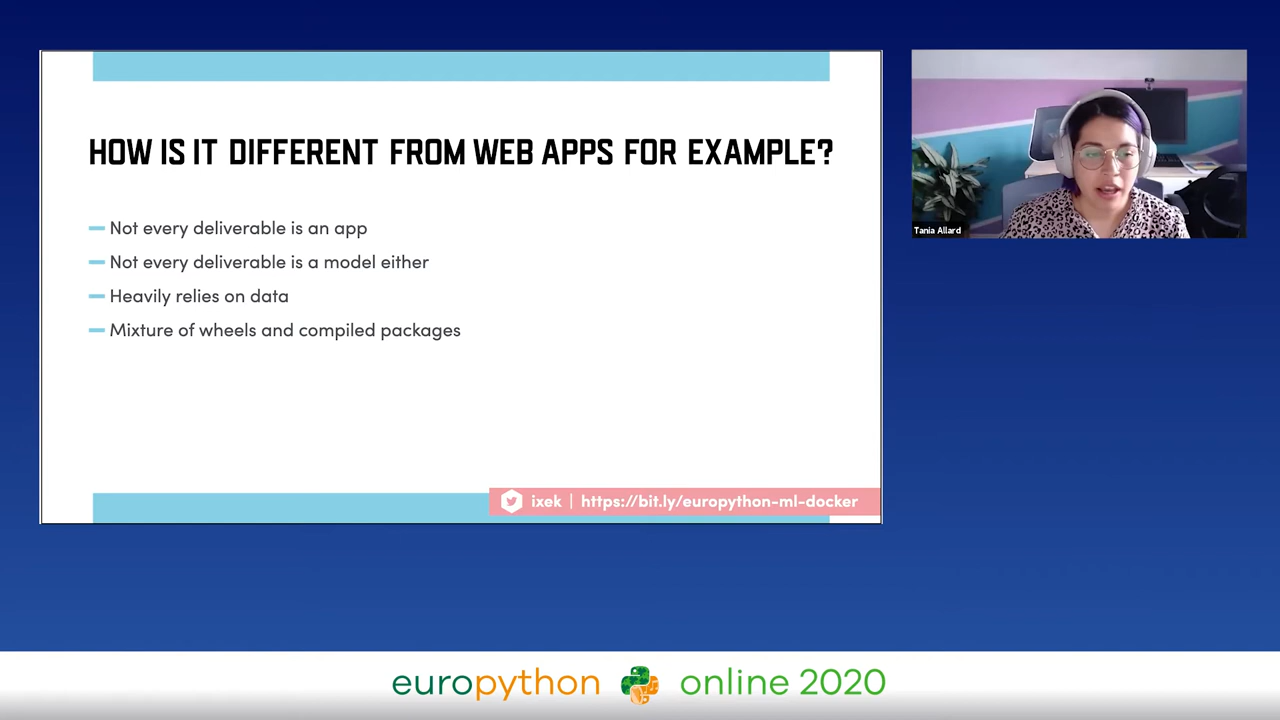 HOW IS IT DIFFERENT FROM WEB APPS FOR EXAMPLE?
Not every deliverable is an app
Not every deliverable is a model either
Heavily relies on data
Mixture of wheels and compiled packages
ixek | https://bit.ly/europython-ml-docker
Tania Allard
europython online 2020